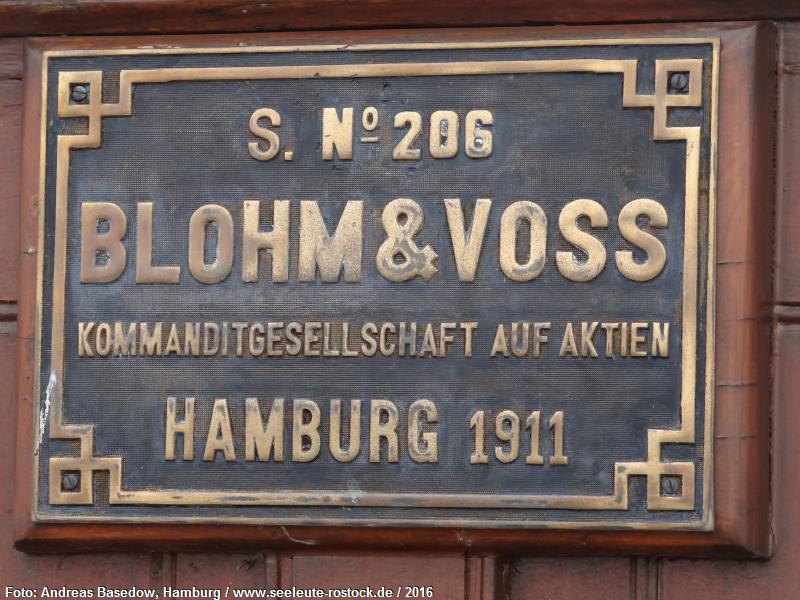 S. Nº 206
BLOHM & VOSS
KOMMANDITGESELLSCHAFT AUF AKTIEN
HAMBURG 1911
Foto: Andreas Basedow, Hamburg / www.seeleute-rostock.de / 2016